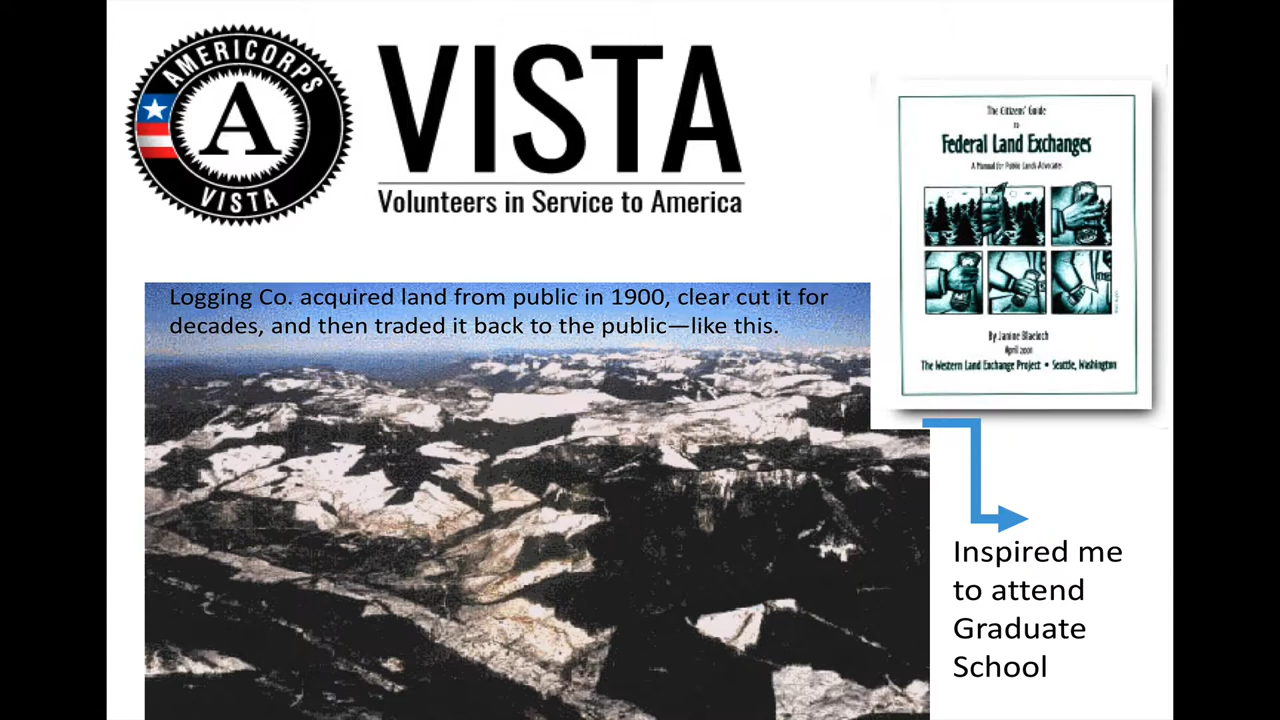 AMERICORPS
A
VISTA
VISTA
Volunteers in Service to America
The Citizens' Guide
to
Federal Land Exchanges
A Manual for Public Lands Advocates
By Janine Blaeloch
April 2001
The Western Land Exchange Project • Seattle, Washington
Logging Co. acquired land from public in 1900, clear cut it for
decades, and then traded it back to the public—like this.
Inspired me
to attend
Graduate
School